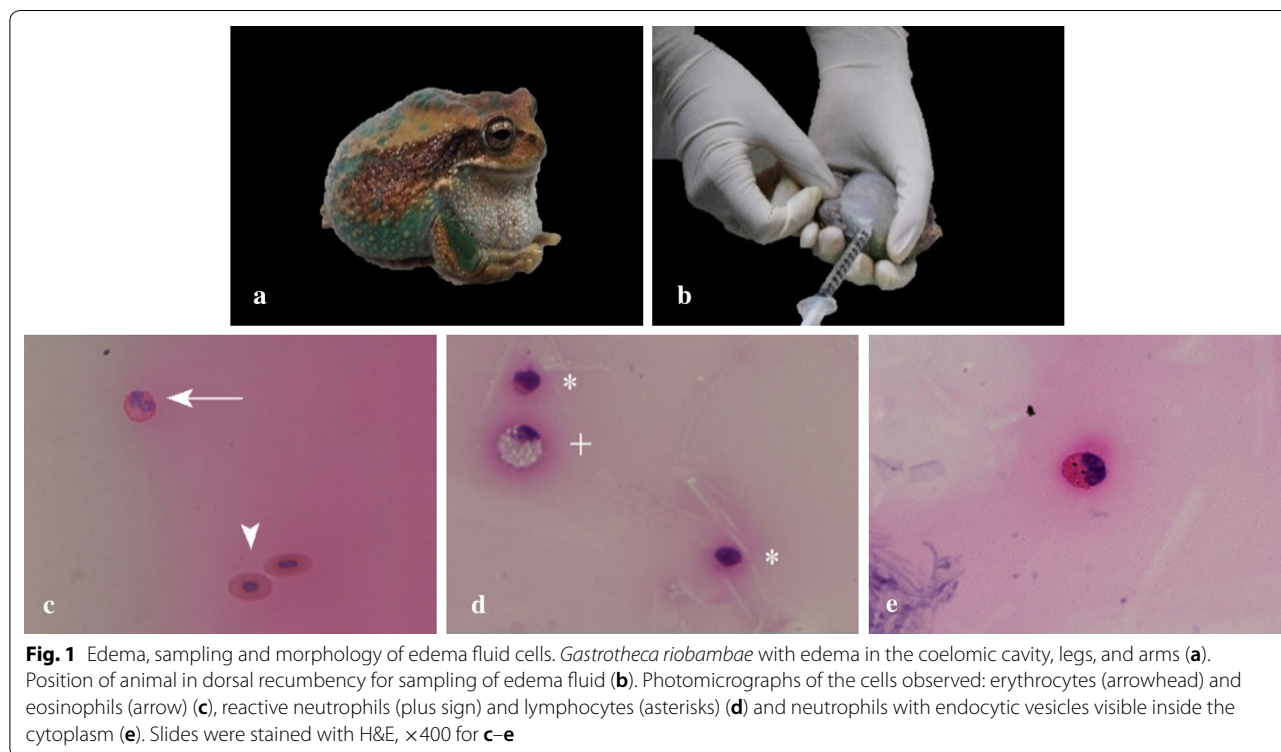 a
b
c
d
*
+
*
e
Fig. 1 Edema, sampling and morphology of edema fluid cells. Gastrotheca riobambae with edema in the coelomic cavity, legs, and arms (a).
Position of animal in dorsal recumbency for sampling of edema fluid (b). Photomicrographs of the cells observed: erythrocytes (arrowhead) and
eosinophils (arrow) (c), reactive neutrophils (plus sign) and lymphocytes (asterisks) (d) and neutrophils with endocytic vesicles visible inside the
cytoplasm (e). Slides were stained with H&E, ×400 for c–e